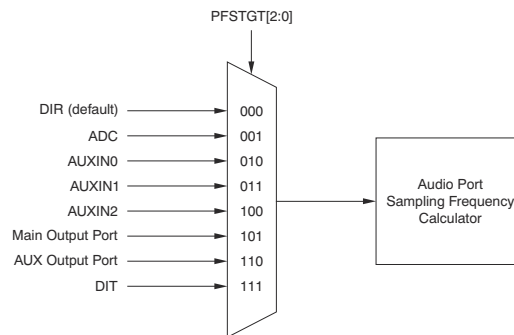 PFSTGT[2:0]
DIR (default) 000
ADC 001
AUXIN0 010
AUXIN1 011
AUXIN2 100
Main Output Port 101
AUX Output Port 110
DIT 111
Audio Port
Sampling Frequency
Calculator